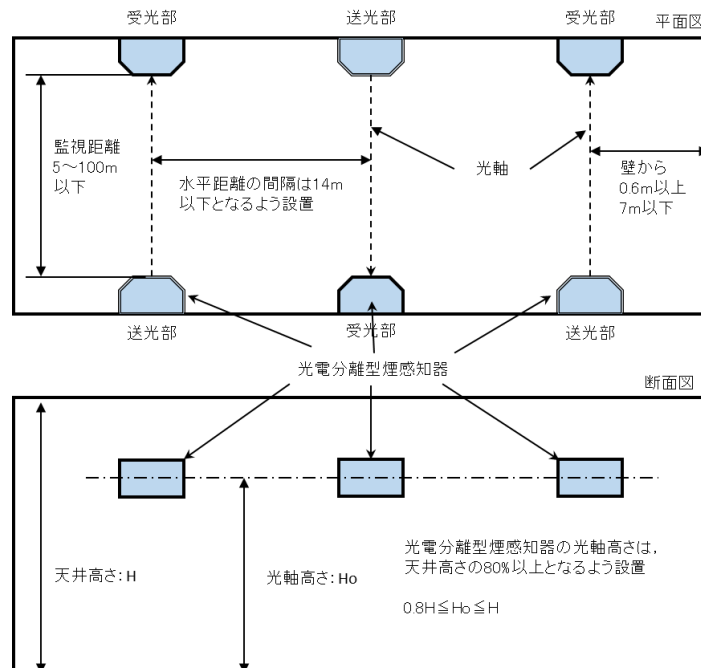 受光部
送光部
受光部
平面図
監視距離
5～100m
以下
水平距離の間隔は14m
以下となるよう設置
光軸
壁から
0.6m以上
7m以下
送光部
受光部
送光部
光電分離型煙感知器
断面図
天井高さ：H
光軸高さ：Ho
光電分離型煙感知器の光軸高さは，
天井高さの80%以上となるよう設置
0.8H≦Ho≦H